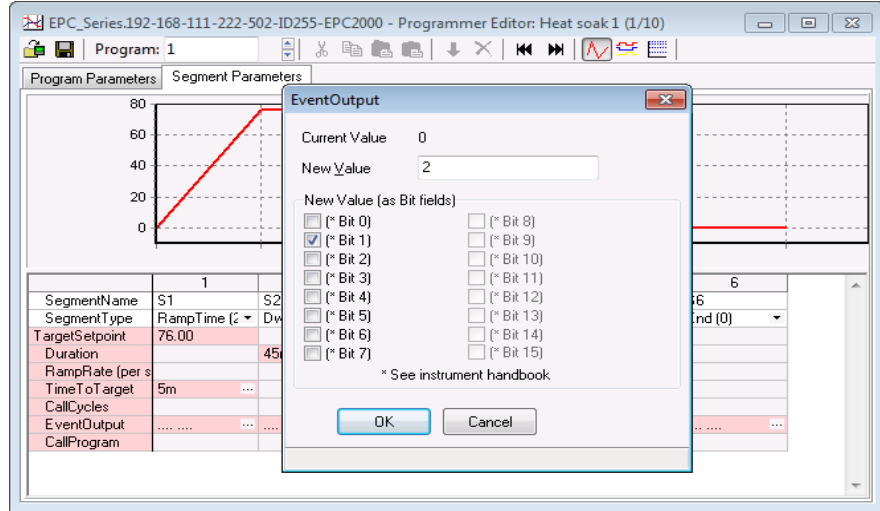 EPC_Series.192-168-111-222-502-ID255-EPC2000 - Programmer Editor: Heat soak 1 (1/10)
Program: 1
Program Parameters Segment Parameters
80
60
40
20
0
EventOutput
Current Value 0
New Value 2
New Value (as Bit fields)
(* Bit 0) (* Bit 8)
(* Bit 1) (* Bit 9)
(* Bit 2) (* Bit 10)
(* Bit 3) (* Bit 11)
(* Bit 4) (* Bit 12)
(* Bit 5) (* Bit 13)
(* Bit 6) (* Bit 14)
(* Bit 7) (* Bit 15)
* See instrument handbook
OK Cancel
1 6
SegmentName S1 S2
SegmentType RampTime (2 End (0)
TargetSetpoint 76.00
Duration
RampRate (per s
TimeToTarget 5m ...
CallCycles
EventOutput .... .... ... .... ...
CallProgram